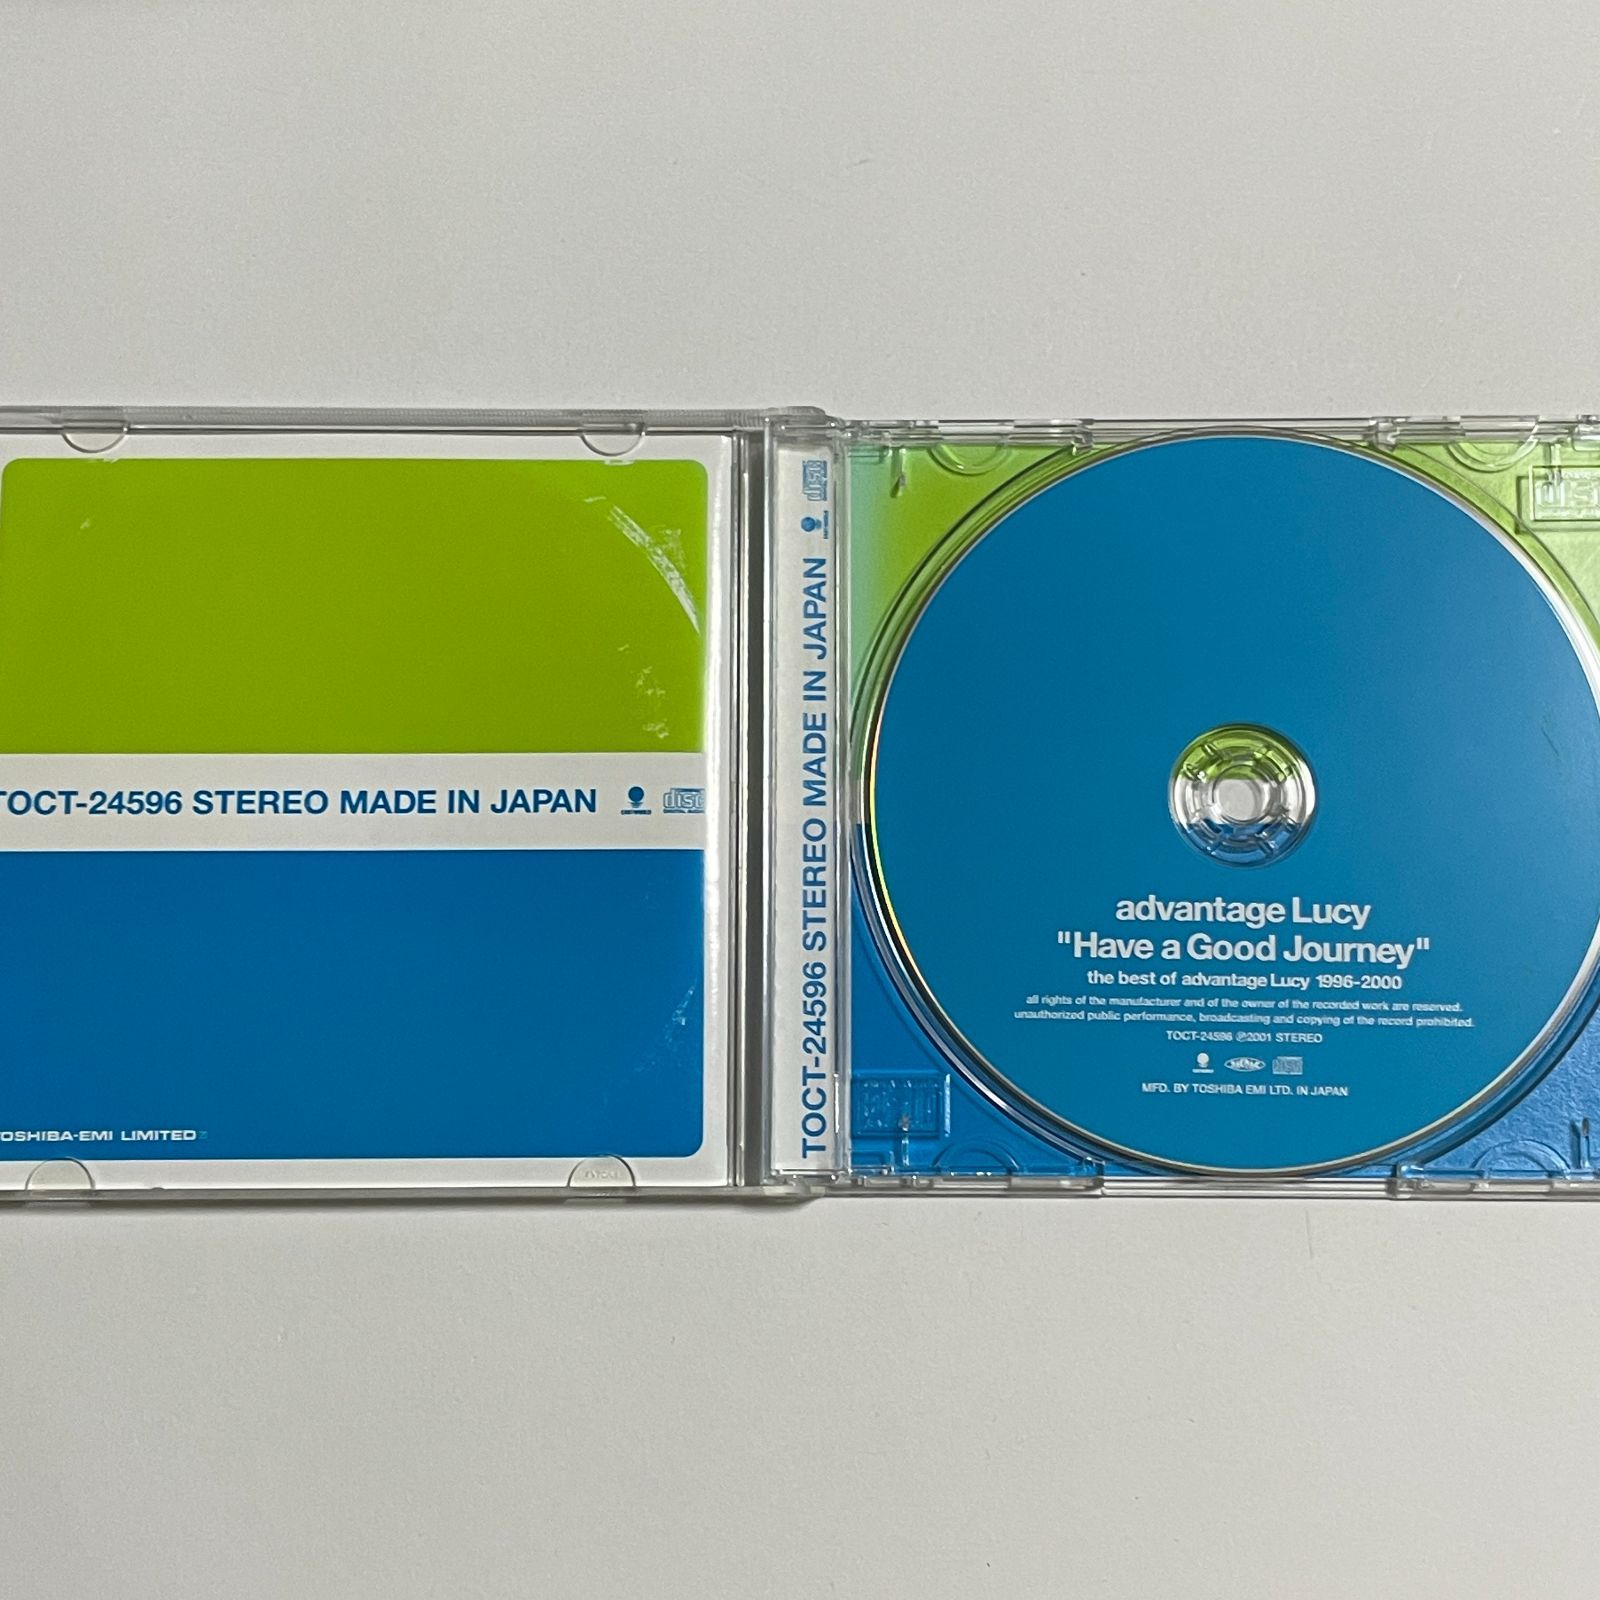 TOCT-24596 STEREO MADE IN JAPAN
disc
TOSHIBA-EMI LIMITED
TOCT-24596 STEREO MADE IN JAPAN
disc
advantage Lucy
"Have a Good Journey"
the best of advantage Lucy 1996-2000
all rights of the manufacturer and of the owner of the recorded work are reserved.
unauthorized public performance, broadcasting and copying of the record prohibited.
TOCT-24596 ℗2001 STEREO
MFD. BY TOSHIBA EMI LTD. IN JAPAN